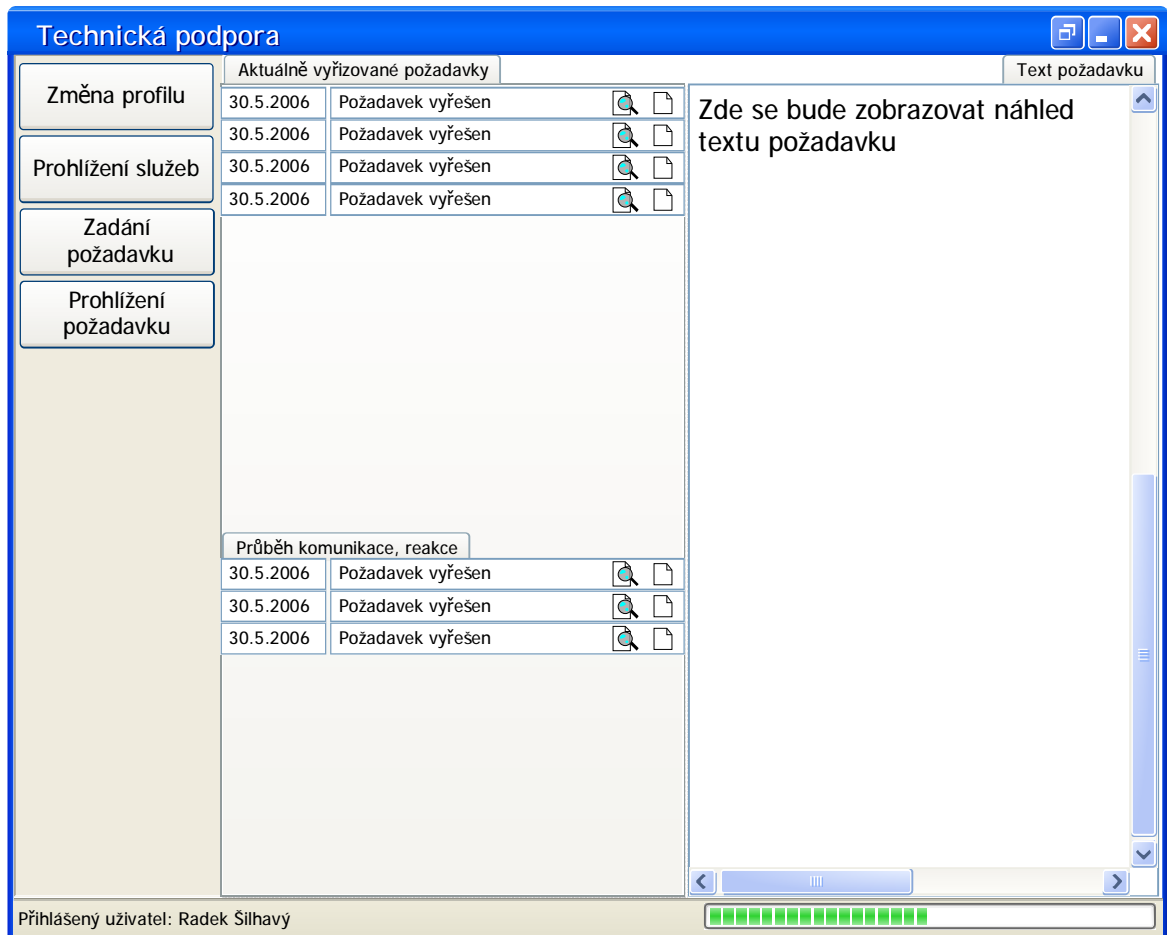 Technická podpora
Změna profilu
Prohlížení služeb
Zadání
požadavku
Prohlížení
požadavku
Aktuálně vyřizované požadavky
30.5.2006 Požadavek vyřešen
30.5.2006 Požadavek vyřešen
30.5.2006 Požadavek vyřešen
30.5.2006 Požadavek vyřešen
Průběh komunikace, reakce
30.5.2006 Požadavek vyřešen
30.5.2006 Požadavek vyřešen
30.5.2006 Požadavek vyřešen
Text požadavku
Zde se bude zobrazovat náhled
textu požadavku
Přihlášený uživatel: Radek Šilhavý